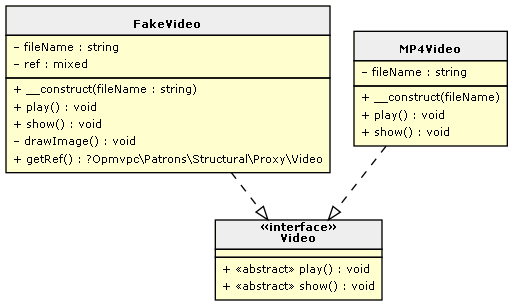 FakeVideo
- fileName : string
- ref : mixed
+ __construct(fileName : string)
+ play() : void
+ show() : void
- drawImage() : void
+ getRef() : ?Opmvpc\Patrons\Structural\Proxy\Video
MP4Video
- fileName : string
+ __construct(fileName)
+ play() : void
+ show() : void
«interface»
Video
+ «abstract» play() : void
+ «abstract» show() : void